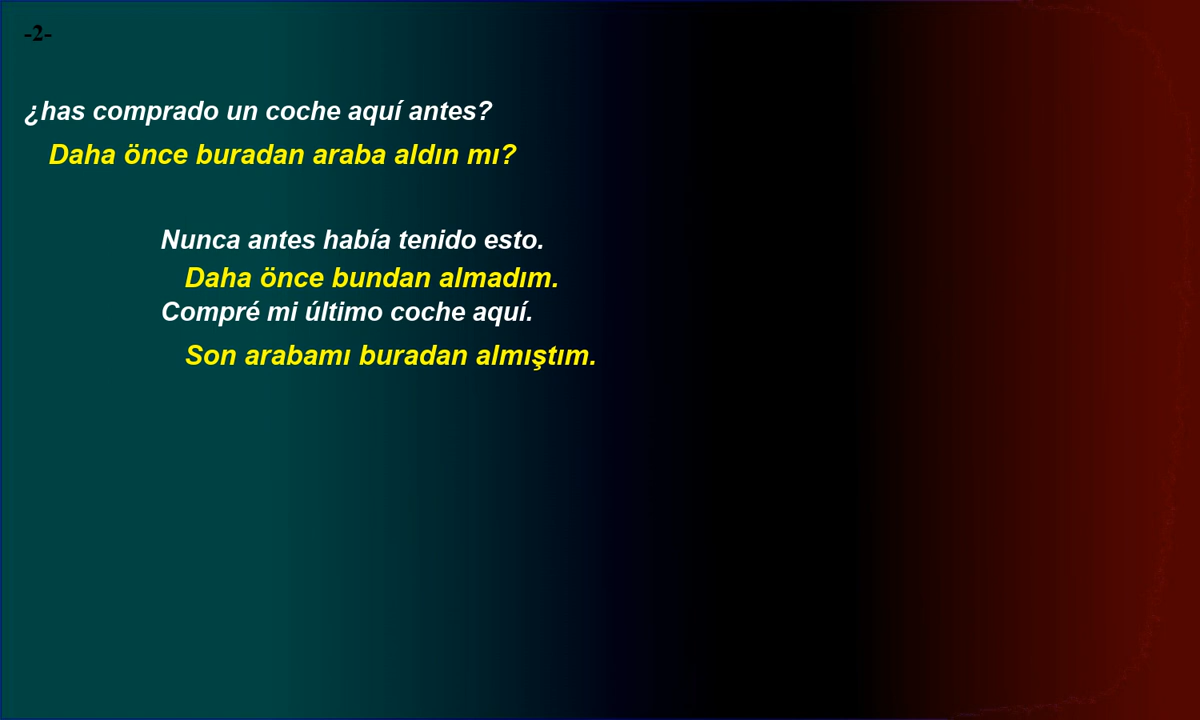 -2-
¿has comprado un coche aquí antes?
Daha önce buradan araba aldın mı?
Nunca antes había tenido esto.
Daha önce bundan almadım.
Compré mi último coche aquí.
Son arabamı buradan almıştım.